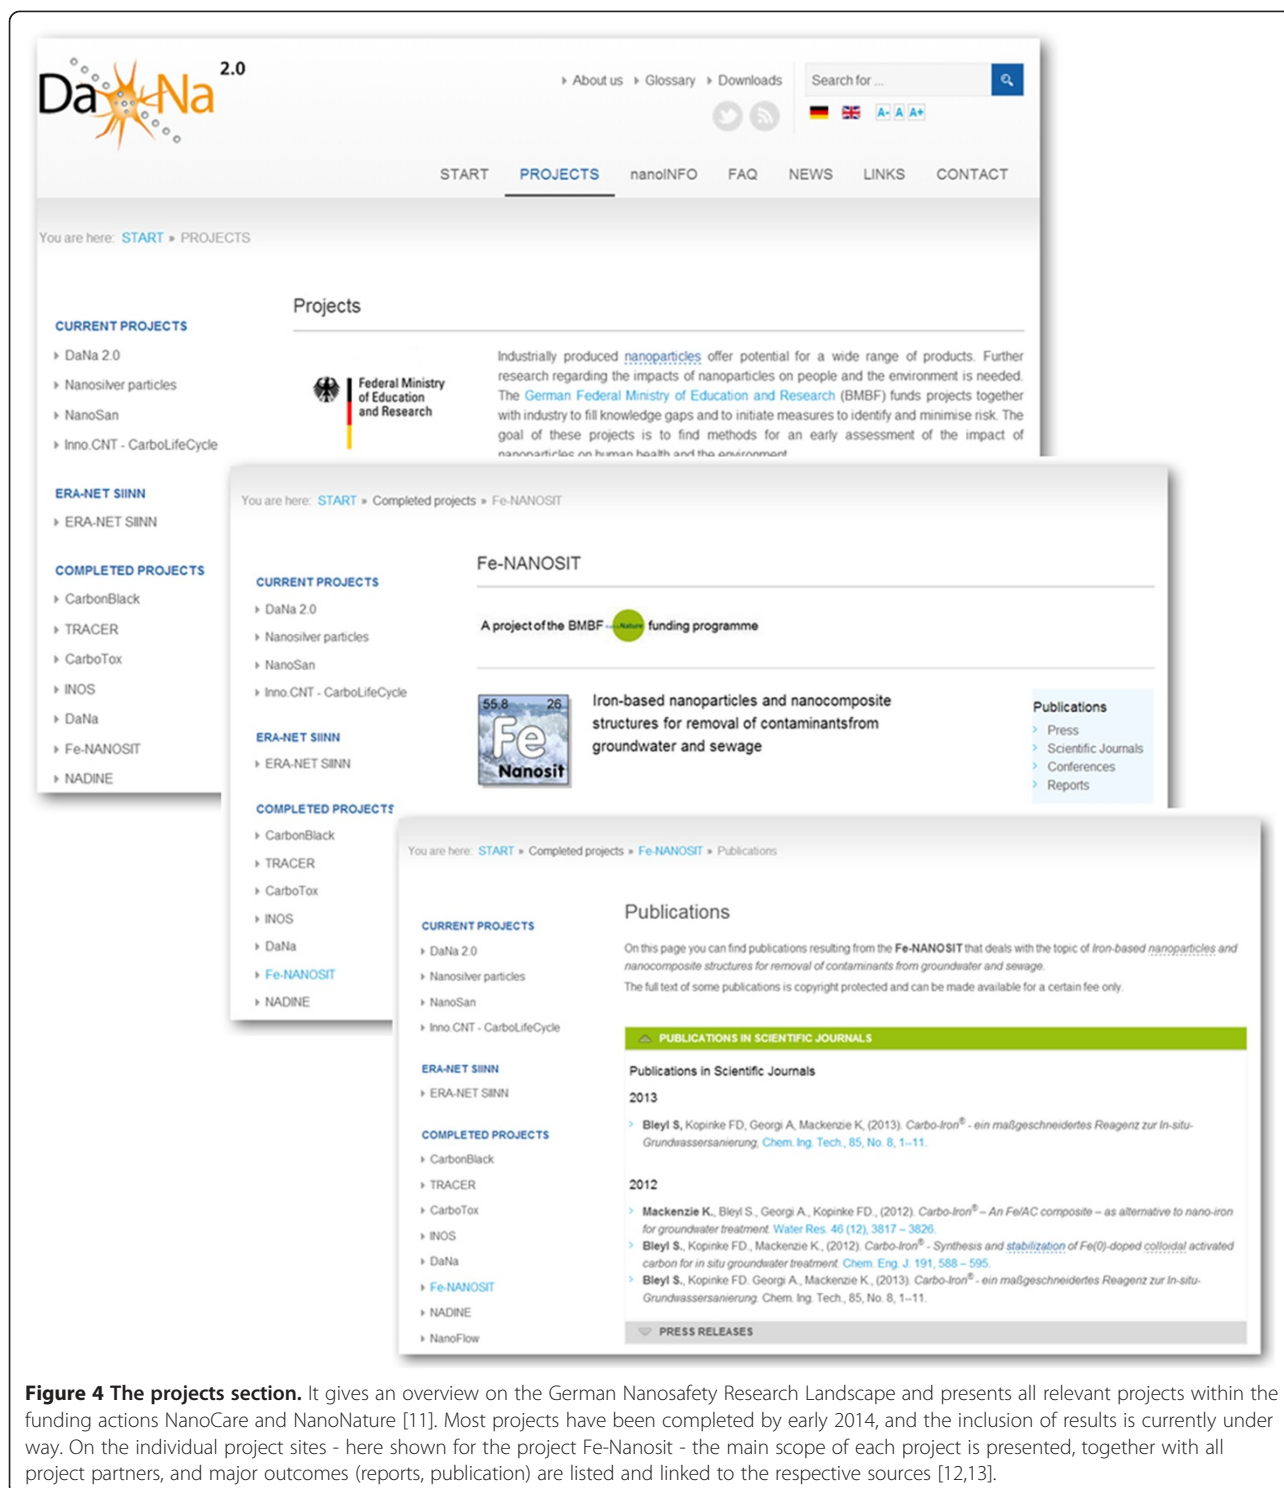 DaNa 2.0
About us Glossary Downloads
Search for ...
A- A A+
START PROJECTS nanoINFO FAQ NEWS LINKS CONTACT
You are here: START » PROJECTS
CURRENT PROJECTS
DaNa 2.0
Nanosilver particles
NanoSan
Inno.CNT - CarboLifeCycle
ERA-NET SIINN
ERA-NET SIINN
COMPLETED PROJECTS
CarbonBlack
TRACER
CarboTox
INOS
DaNa
Fe-NANOSIT
NADINE
Projects
Federal Ministry
of Education
and Research
Industrially produced nanoparticles offer potential for a wide range of products. Further
research regarding the impacts of nanoparticles on people and the environment is needed.
The German Federal Ministry of Education and Research (BMBF) funds projects together
with industry to fill knowledge gaps and to initiate measures to identify and minimise risk. The
goal of these projects is to find methods for an early assessment of the impact of
nanoparticles on human health and the environment
You are here: START » Completed projects » Fe-NANOSIT
CURRENT PROJECTS
DaNa 2.0
Nanosilver particles
NanoSan
Inno.CNT - CarboLifeCycle
ERA-NET SIINN
ERA-NET SIINN
COMPLETED PROJECTS
CarbonBlack
TRACER
CarboTox
INOS
DaNa
Fe-NANOSIT
NADINE
Fe-NANOSIT
A project of the BMBF Nature funding programme
55,8 26
Fe
Nanosit
Iron-based nanoparticles and nanocomposite
structures for removal of contaminantsfrom
groundwater and sewage
Publications
Press
Scientific Journals
Conferences
Reports
You are here: START » Completed projects » Fe-NANOSIT » Publications
CURRENT PROJECTS
DaNa 2.0
Nanosilver particles
NanoSan
Inno.CNT - CarboLifeCycle
ERA-NET SIINN
ERA-NET SIINN
COMPLETED PROJECTS
CarbonBlack
TRACER
CarboTox
INOS
DaNa
Fe-NANOSIT
NADINE
NanoFlow
Publications
On this page you can find publications resulting from the Fe-NANOSIT that deals with the topic of Iron-based nanoparticles and
nanocomposite structures for removal of contaminants from groundwater and sewage.
The full text of some publications is copyright protected and can be made available for a certain fee only.
PUBLICATIONS IN SCIENTIFIC JOURNALS
Publications in Scientific Journals
2013
Bleyl S, Kopinke FD, Georgi A, Mackenzie K, (2013). Carbo-Iron® - ein maßgeschneidertes Reagenz zur In-situ-
Grundwassersanierung, Chem. Ing. Tech., 85, No. 8, 1–11.
2012
Mackenzie K., Bleyl S., Georgi A., Kopinke FD., (2012). Carbo-Iron® – An Fe/AC composite – as alternative to nano-iron
for groundwater treatment. Water Res. 46 (12), 3817 – 3826.
Bleyl S., Kopinke FD., Mackenzie K., (2012). Carbo-Iron® - Synthesis and stabilization of Fe(0)-doped colloidal activated
carbon for in situ groundwater treatment. Chem. Eng. J. 191, 588 – 595.
Bleyl S., Kopinke FD. Georgi A., Mackenzie K., (2013). Carbo-Iron® - ein maßgeschneidertes Reagenz zur In-situ-
Grundwassersanierung. Chem. Ing. Tech., 85, No. 8, 1–11.
PRESS RELEASES
Figure 4 The projects section. It gives an overview on the German Nanosafety Research Landscape and presents all relevant projects within the
funding actions NanoCare and NanoNature [11]. Most projects have been completed by early 2014, and the inclusion of results is currently under
way. On the individual project sites - here shown for the project Fe-Nanosit - the main scope of each project is presented, together with all
project partners, and major outcomes (reports, publication) are listed and linked to the respective sources [12,13].